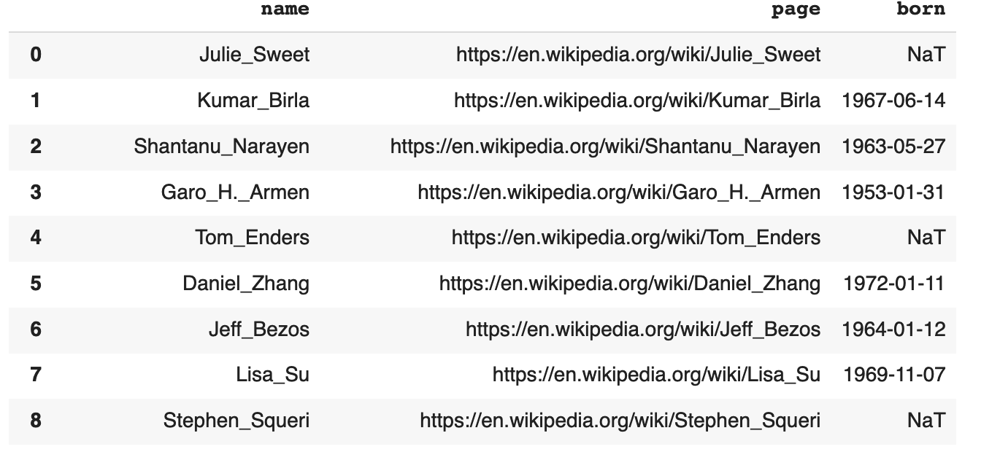 name page born
0 Julie_Sweet https://en.wikipedia.org/wiki/Julie_Sweet NaT
1 Kumar_Birla https://en.wikipedia.org/wiki/Kumar_Birla 1967-06-14
2 Shantanu_Narayen https://en.wikipedia.org/wiki/Shantanu_Narayen 1963-05-27
3 Garo_H._Armen https://en.wikipedia.org/wiki/Garo_H._Armen 1953-01-31
4 Tom_Enders https://en.wikipedia.org/wiki/Tom_Enders NaT
5 Daniel_Zhang https://en.wikipedia.org/wiki/Daniel_Zhang 1972-01-11
6 Jeff_Bezos https://en.wikipedia.org/wiki/Jeff_Bezos 1964-01-12
7 Lisa_Su https://en.wikipedia.org/wiki/Lisa_Su 1969-11-07
8 Stephen_Squeri https://en.wikipedia.org/wiki/Stephen_Squeri NaT